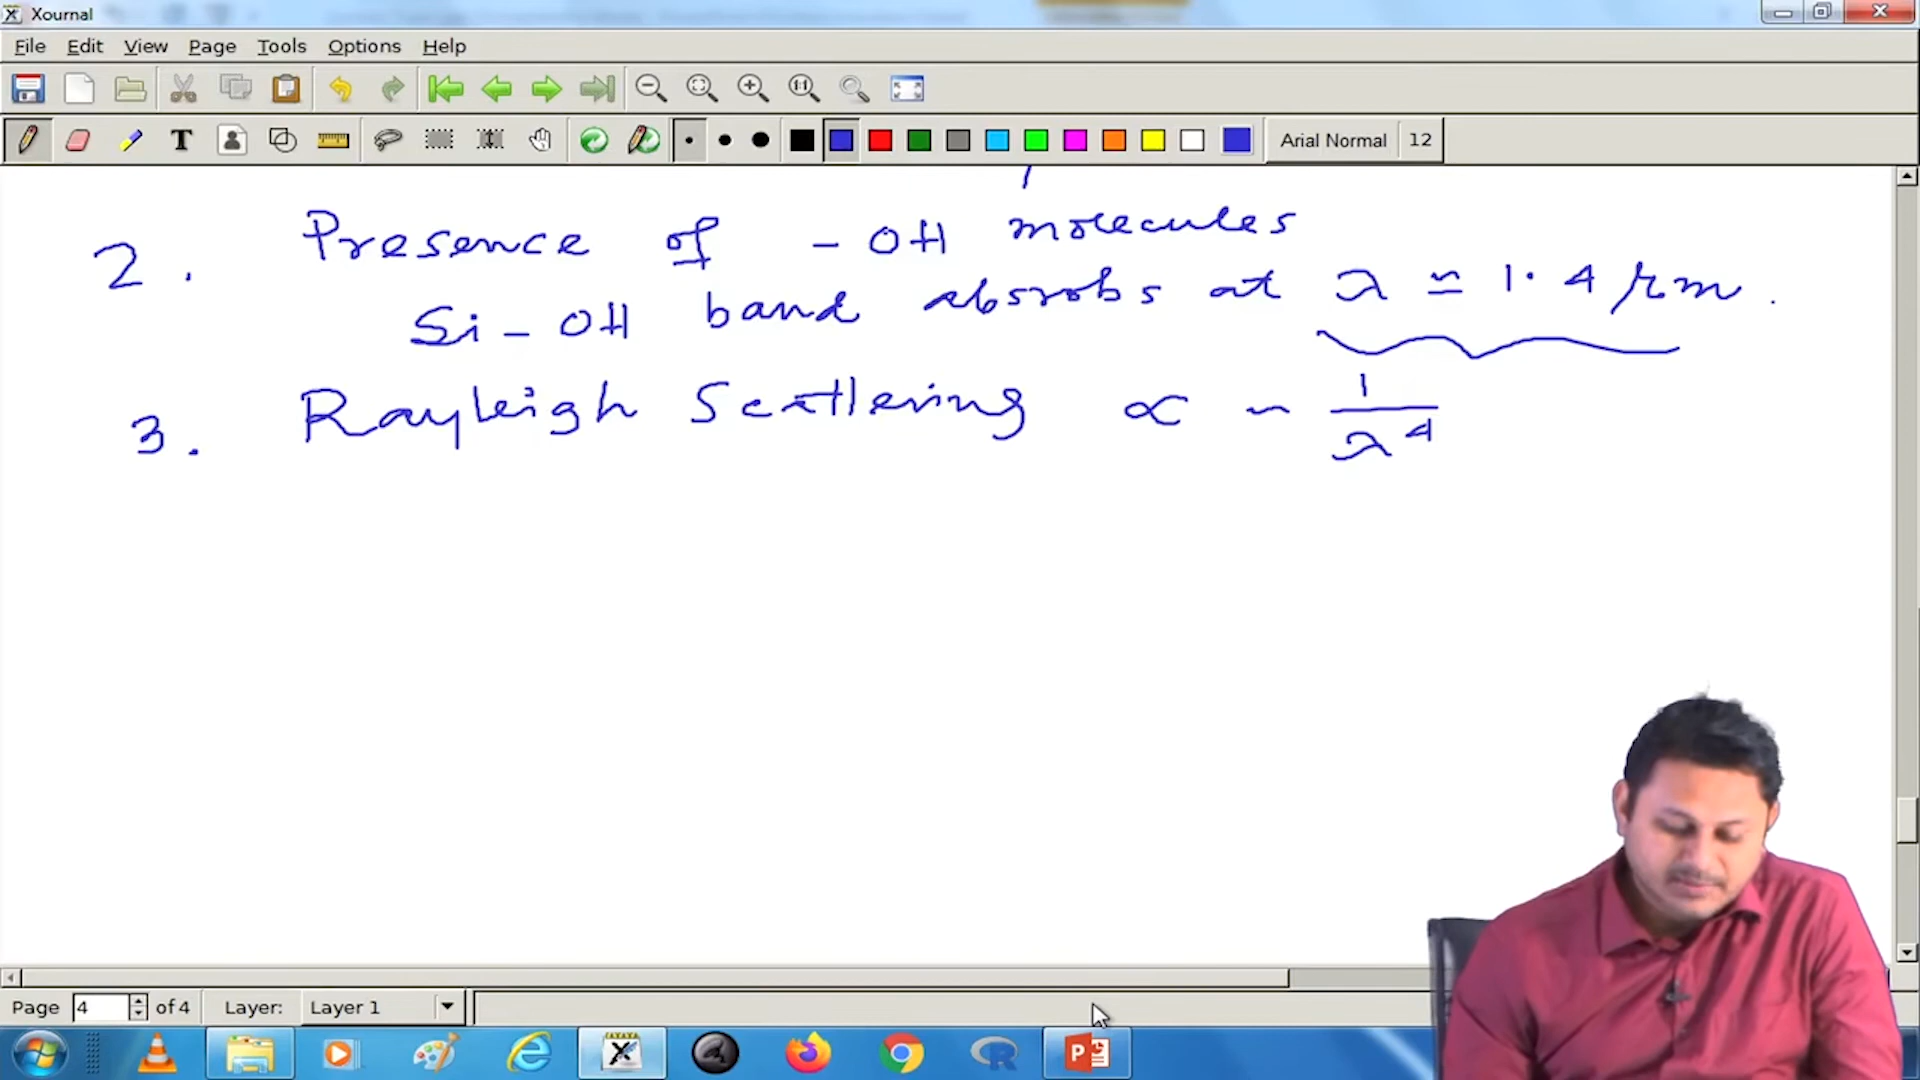 Xournal
File Edit View Page Tools Options Help
Arial Normal 12
2. Presence of -OH molecules
Si-OH band absrobs at λ ≃ 1.4 μm.
3. Rayleigh Scattering ∝ ~ 1/λ⁴
Page 4 of 4 Layer: Layer 1